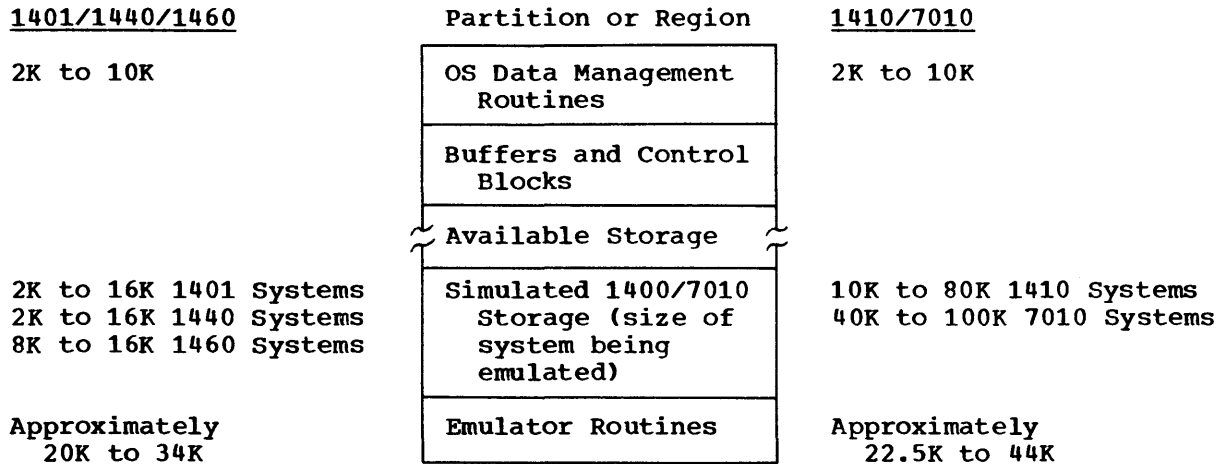 1401/1440/1460 Partition or Region 1410/7010
2K to 10K OS Data Management 2K to 10K
Routines
Buffers and Control
Blocks
Available Storage
2K to 16K 1401 Systems Simulated 1400/7010 10K to 80K 1410 Systems
2K to 16K 1440 Systems Storage (size of 40K to 100K 7010 Systems
8K to 16K 1460 Systems system being
emulated)
Approximately Emulator Routines Approximately
20K to 34K 22.5K to 44K